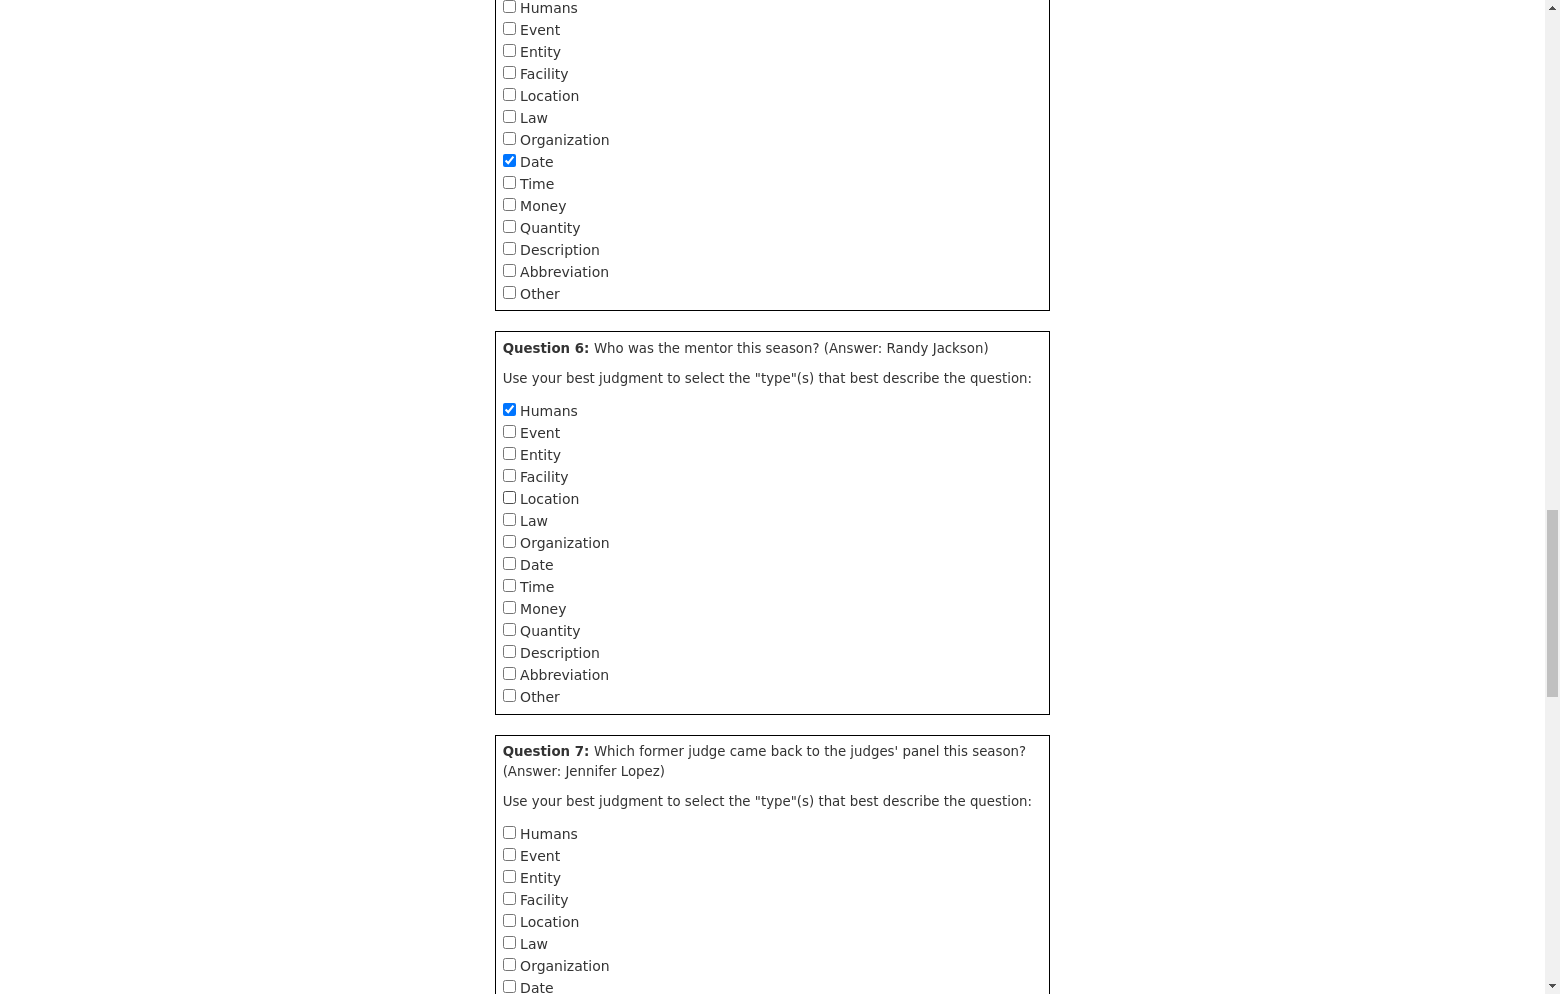 Humans
Event
Entity
Facility
Location
Law
Organization
Date
Time
Money
Quantity
Description
Abbreviation
Other
Question 6: Who was the mentor this season? (Answer: Randy Jackson)
Use your best judgment to select the "type"(s) that best describe the question:
Humans
Event
Entity
Facility
Location
Law
Organization
Date
Time
Money
Quantity
Description
Abbreviation
Other
Question 7: Which former judge came back to the judges' panel this season?
(Answer: Jennifer Lopez)
Use your best judgment to select the "type"(s) that best describe the question:
Humans
Event
Entity
Facility
Location
Law
Organization
Date